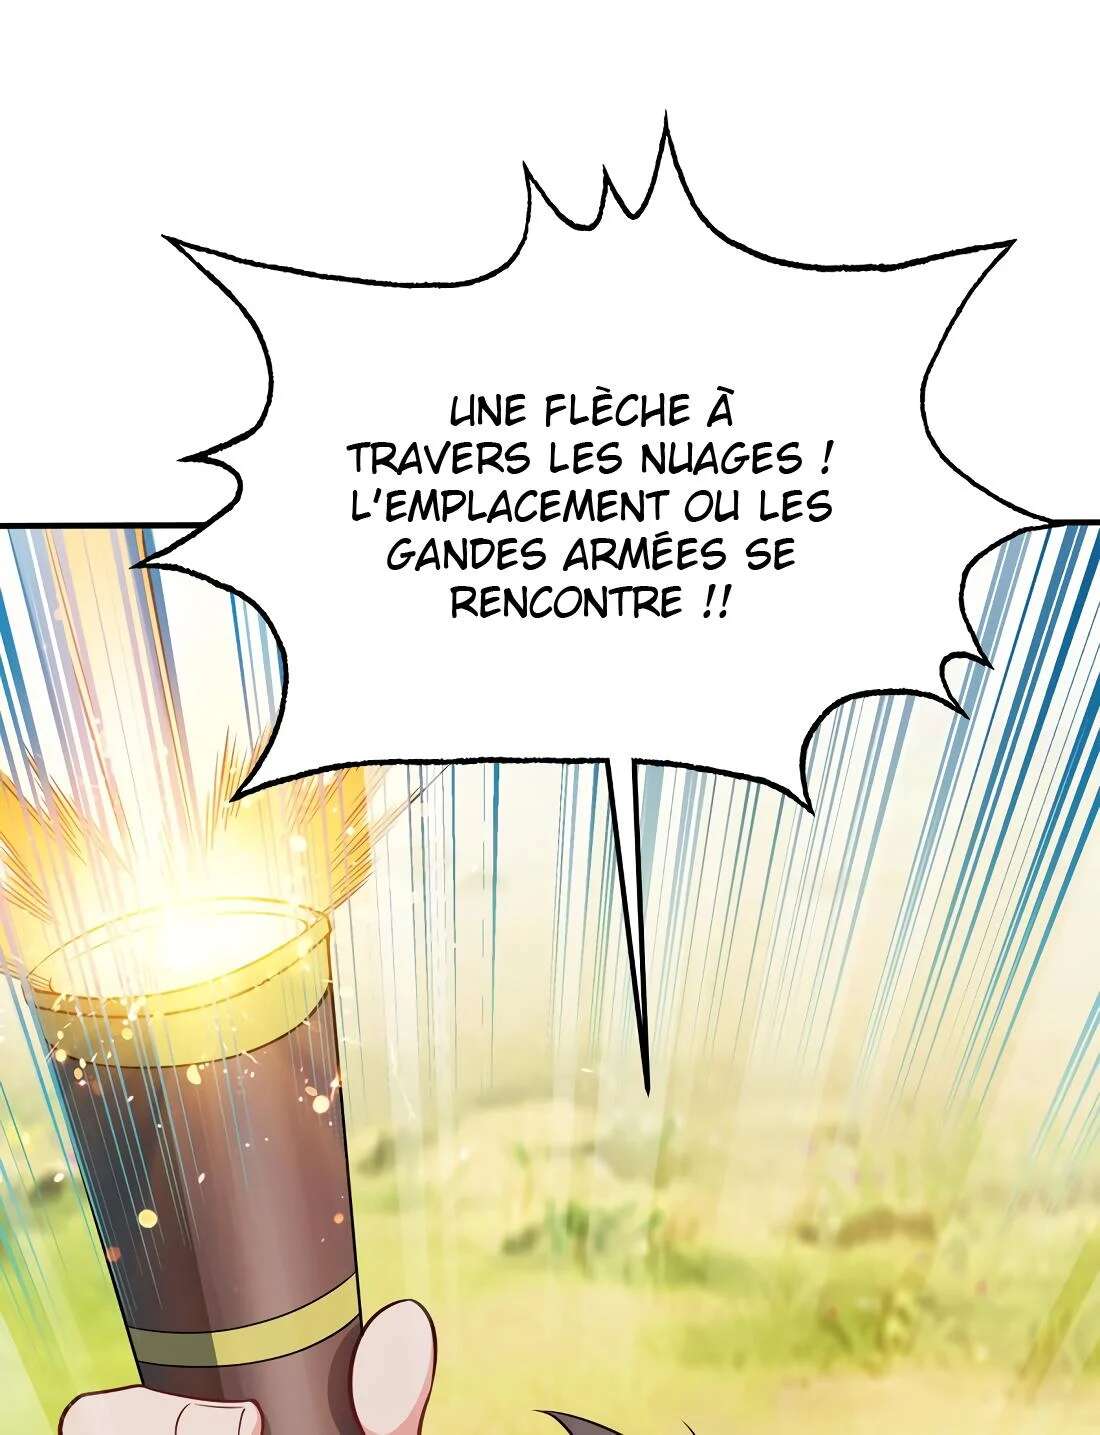 UNE FLÈCHE À
TRAVERS LES NUAGES !
L'EMPLACEMENT OU LES
GANDES ARMÉES SE
RENCONTRE !!